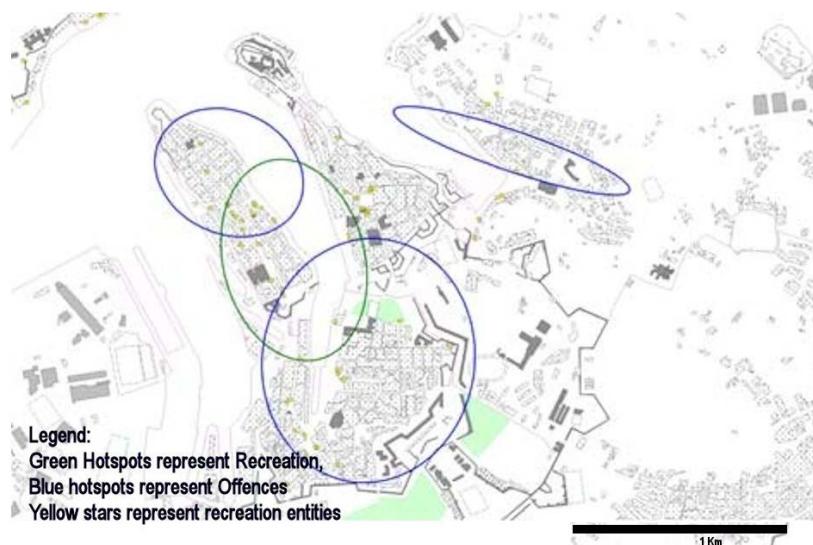 Legend:
Green Hotspots represent Recreation,
Blue hotspots represent Offences
Yellow stars represent recreation entities
1 Km